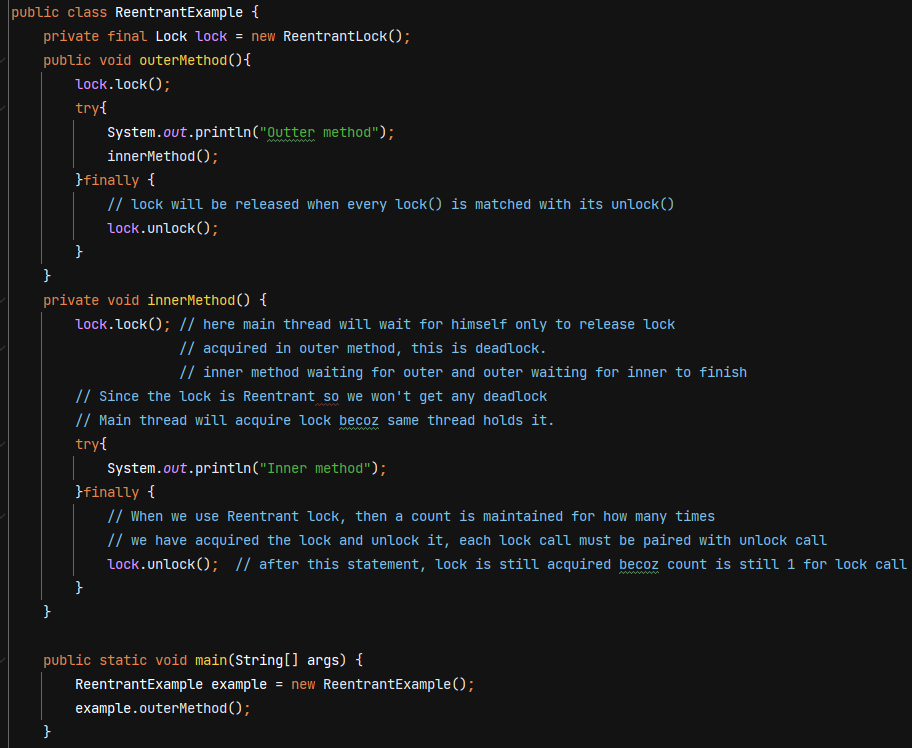 public class ReentrantExample {
    private final Lock lock = new ReentrantLock();
    public void outerMethod(){
        lock.lock();
        try{
            System.out.println("Outter method");
            innerMethod();
        }finally {
            // lock will be released when every lock() is matched with its unlock()
            lock.unlock();
        }
    }
    private void innerMethod() {
        lock.lock(); // here main thread will wait for himself only to release lock
                     // acquired in outer method, this is deadlock.
                     // inner method waiting for outer and outer waiting for inner to finish
        // Since the lock is Reentrant so we won't get any deadlock
        // Main thread will acquire lock becoz same thread holds it.
        try{
            System.out.println("Inner method");
        }finally {
            // When we use Reentrant lock, then a count is maintained for how many times
            // we have acquired the lock and unlock it, each lock call must be paired with unlock call
            lock.unlock();  // after this statement, lock is still acquired becoz count is still 1 for lock call
        }
    }

    public static void main(String[] args) {
        ReentrantExample example = new ReentrantExample();
        example.outerMethod();
    }